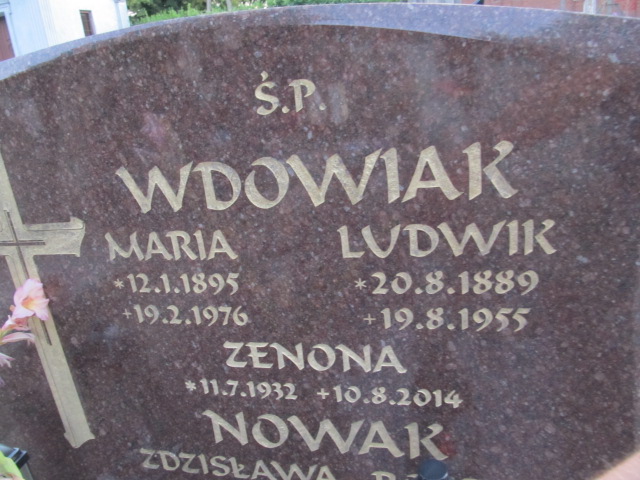 Ś.P.
WDOWIAK
MARIA LUDWIK
*12.1.1895 *20.8.1889
+19.2.1976 +19.8.1955
ZENONA
*11.7.1932 +10.8.2014
NOWAK
ZDZISŁAWA